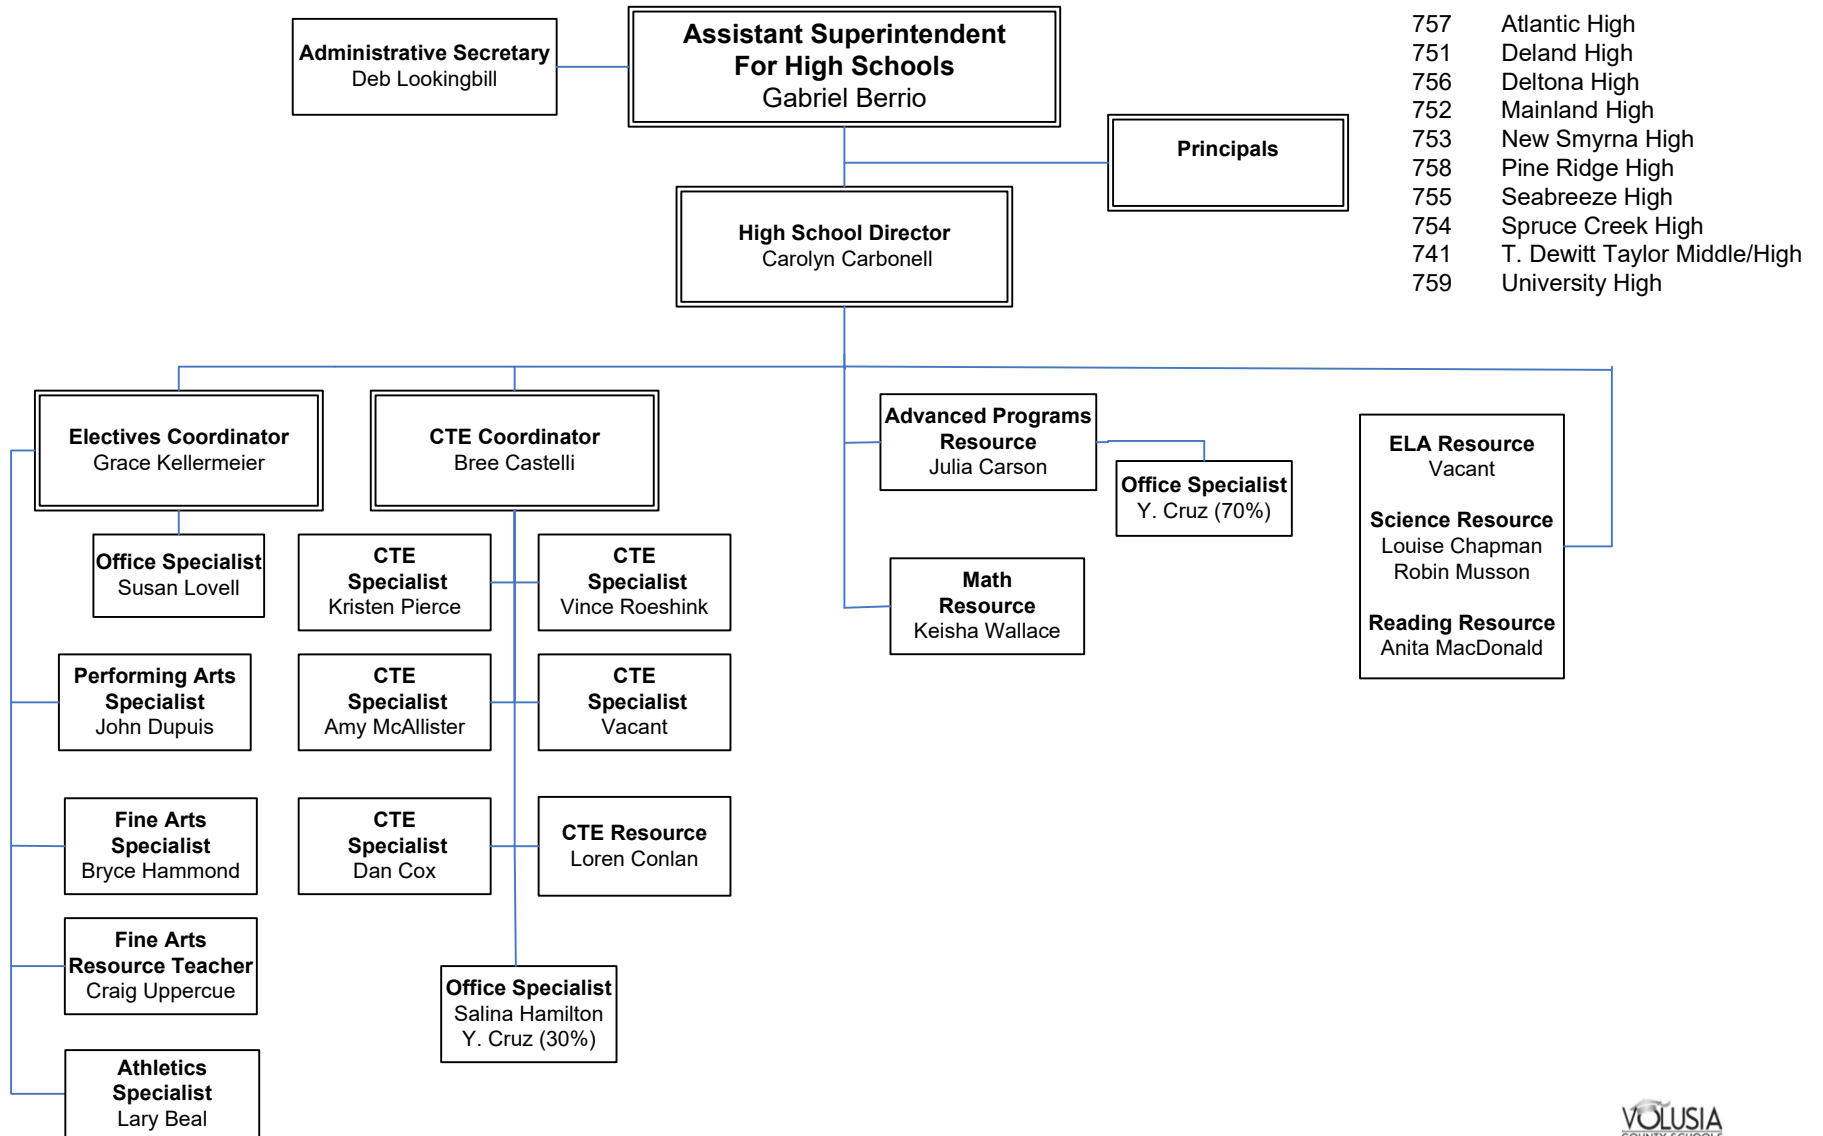 Administrative Secretary
Deb Lookingbill
Assistant Superintendent
For High Schools
Gabriel Berrio
Principals
757 Atlantic High
751 Deland High
756 Deltona High
752 Mainland High
753 New Smyrna High
758 Pine Ridge High
755 Seabreeze High
754 Spruce Creek High
741 T. Dewitt Taylor Middle/High
759 University High
High School Director
Carolyn Carbonell
Electives Coordinator
Grace Kellermeier
CTE Coordinator
Bree Castelli
Advanced Programs
Resource
Julia Carson
Office Specialist
Y. Cruz (70%)
ELA Resource
Vacant
Science Resource
Louise Chapman
Robin Musson
Reading Resource
Anita MacDonald
Office Specialist
Susan Lovell
CTE
Specialist
Kristen Pierce
CTE
Specialist
Vince Roeshink
Math
Resource
Keisha Wallace
Performing Arts
Specialist
John Dupuis
CTE
Specialist
Amy McAllister
CTE
Specialist
Vacant
Fine Arts
Specialist
Bryce Hammond
CTE
Specialist
Dan Cox
CTE Resource
Loren Conlan
Fine Arts
Resource Teacher
Craig Uppercue
Office Specialist
Salina Hamilton
Y. Cruz (30%)
Athletics
Specialist
Lary Beal
VOLUSIA
COUNTY SCHOOLS